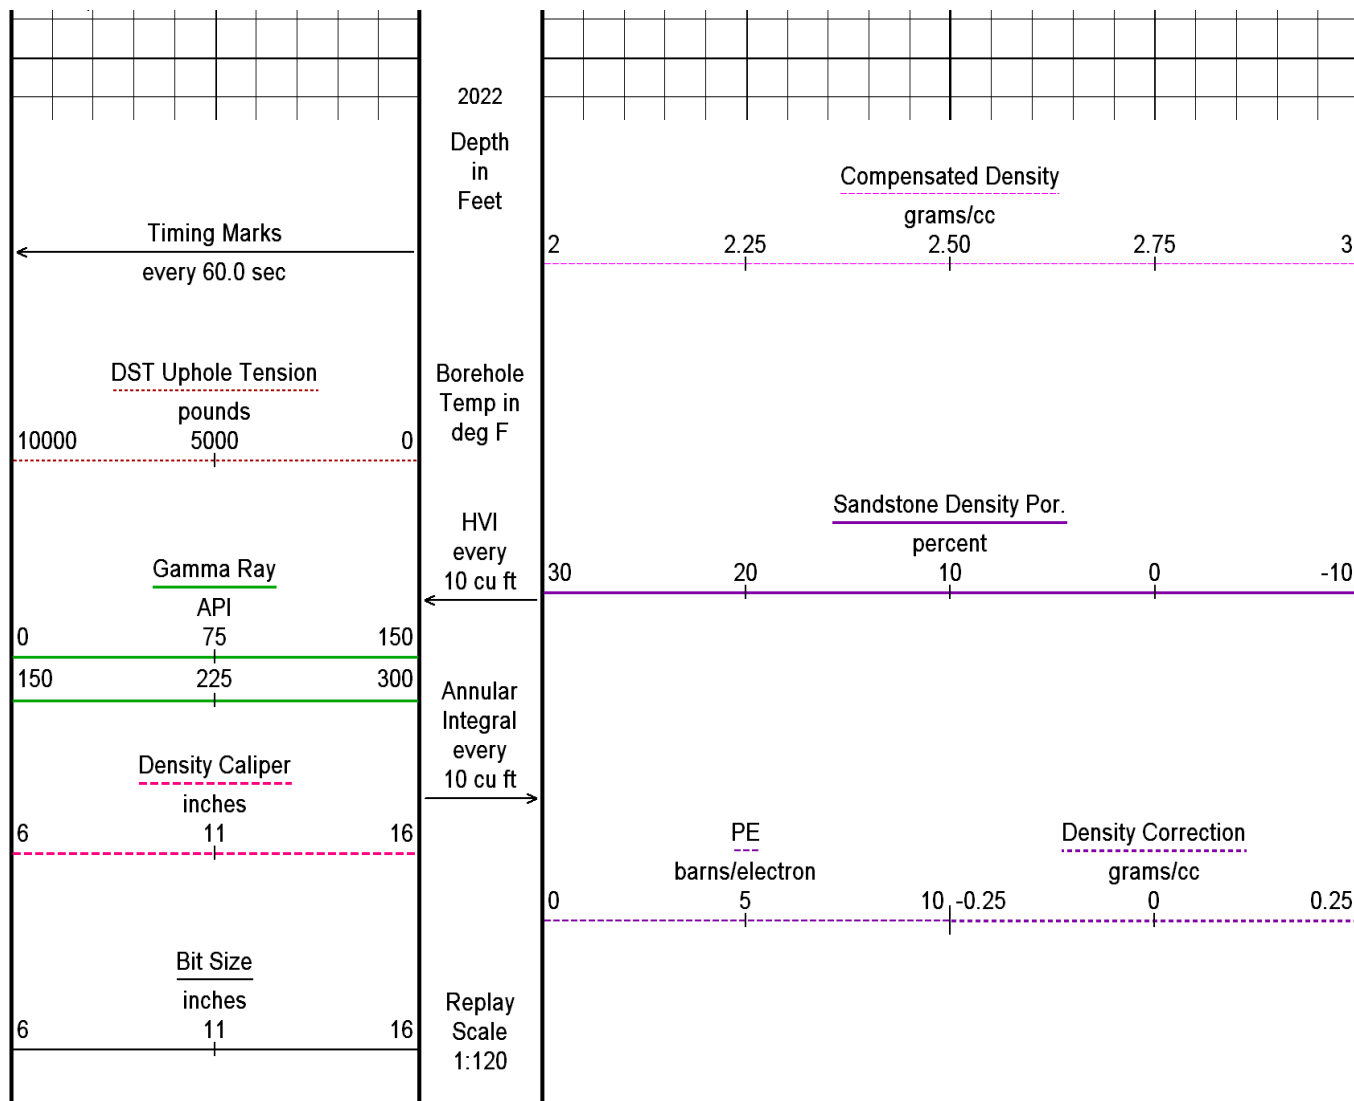 2022
Depth
in
Feet
Timing Marks
every 60.0 sec
DST Uphole Tension
pounds
10000 5000 0
Gamma Ray
API
0 75 150
150 225 300
Density Caliper
inches
6 11 16
Bit Size
inches
6 11 16
Borehole
Temp in
deg F
HVI
every
10 cu ft
Annular
Integral
every
10 cu ft
Replay
Scale
1:120
Compensated Density
grams/cc
2 2.25 2.50 2.75 3
Sandstone Density Por.
percent
30 20 10 0 -10
PE
barns/electron
0 5 10
Density Correction
grams/cc
-0.25 0 0.25